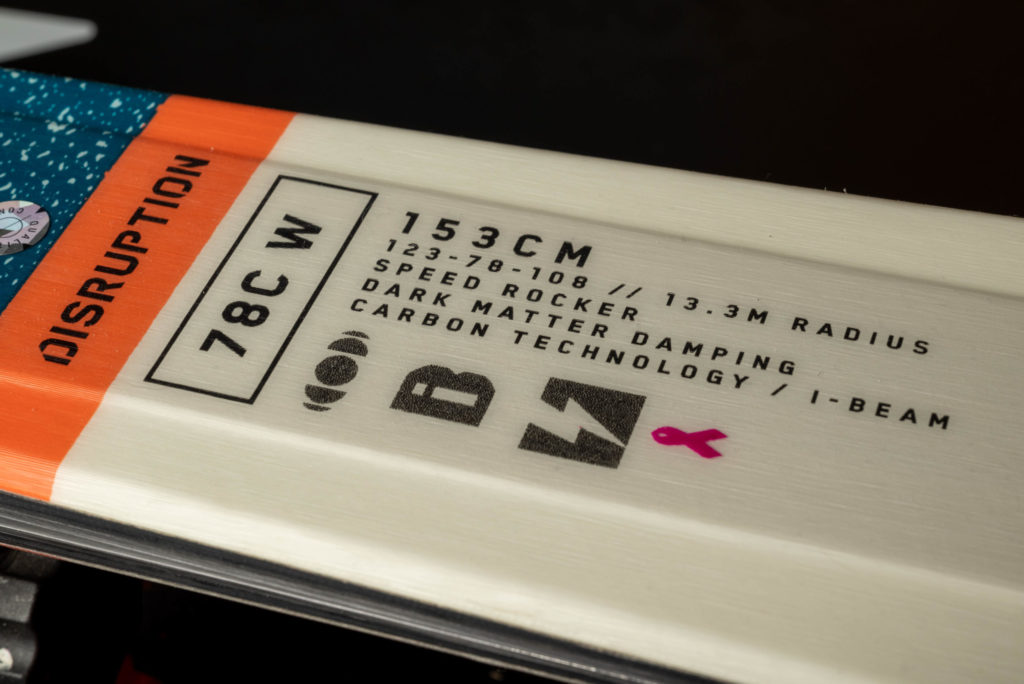 DISRUPTION
78C W
153CM
123-78-108 // 13.3M RADIUS
SPEED ROCKER
DARK MATTER DAMPING
CARBON TECHNOLOGY / I-BEAM